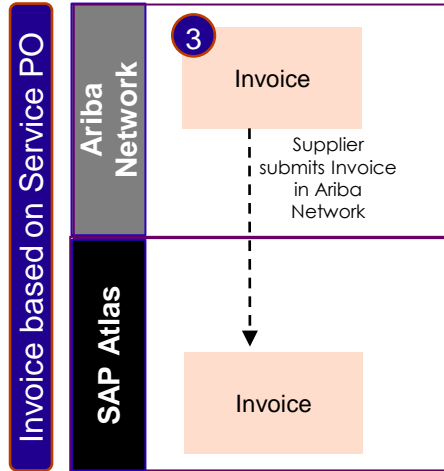 Invoice based on Service PO
Ariba
Network
3
Invoice
Supplier
submits Invoice
in Ariba
Network
SAP Atlas
Invoice